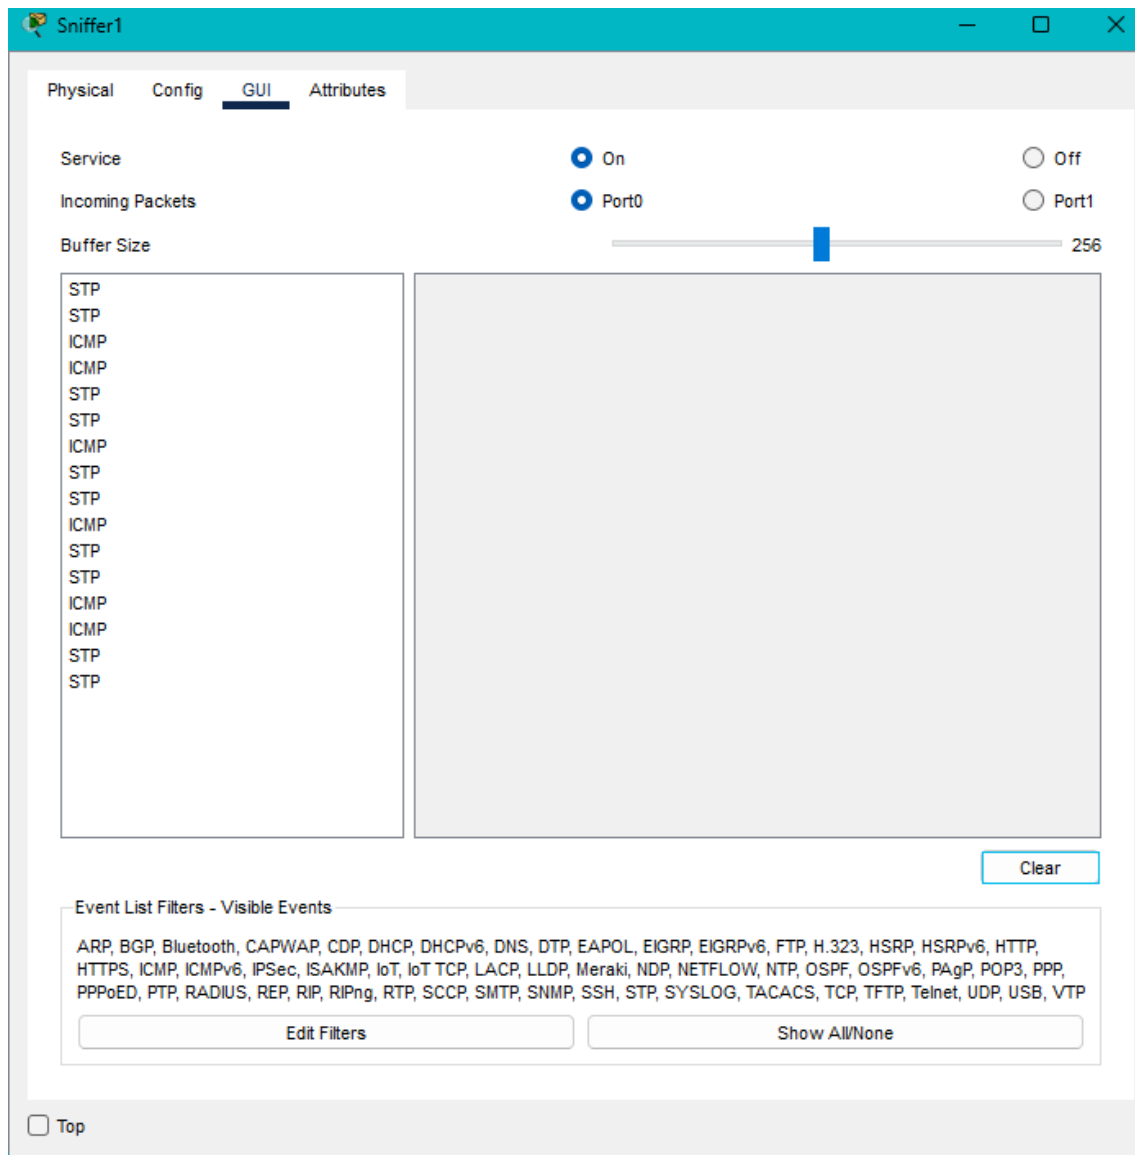 Sniffer1
Physical Config GUI Attributes
Service On Off
Incoming Packets Port0 Port1
Buffer Size 256
STP
STP
ICMP
ICMP
STP
STP
ICMP
STP
STP
ICMP
STP
STP
ICMP
ICMP
STP
STP
Clear
Event List Filters - Visible Events
ARP, BGP, Bluetooth, CAPWAP, CDP, DHCP, DHCPv6, DNS, DTP, EAPOL, EIGRP, EIGRPv6, FTP, H.323, HSRP, HSRPv6, HTTP,
HTTPS, ICMP, ICMPv6, IPSec, ISAKMP, IoT, IoT TCP, LACP, LLDP, Meraki, NDP, NETFLOW, NTP, OSPF, OSPFv6, PAgP, POP3, PPP,
PPPoED, PTP, RADIUS, REP, RIP, RIPng, RTP, SCCP, SMTP, SNMP, SSH, STP, SYSLOG, TACACS, TCP, TFTP, Telnet, UDP, USB, VTP
Edit Filters Show All/None
Top